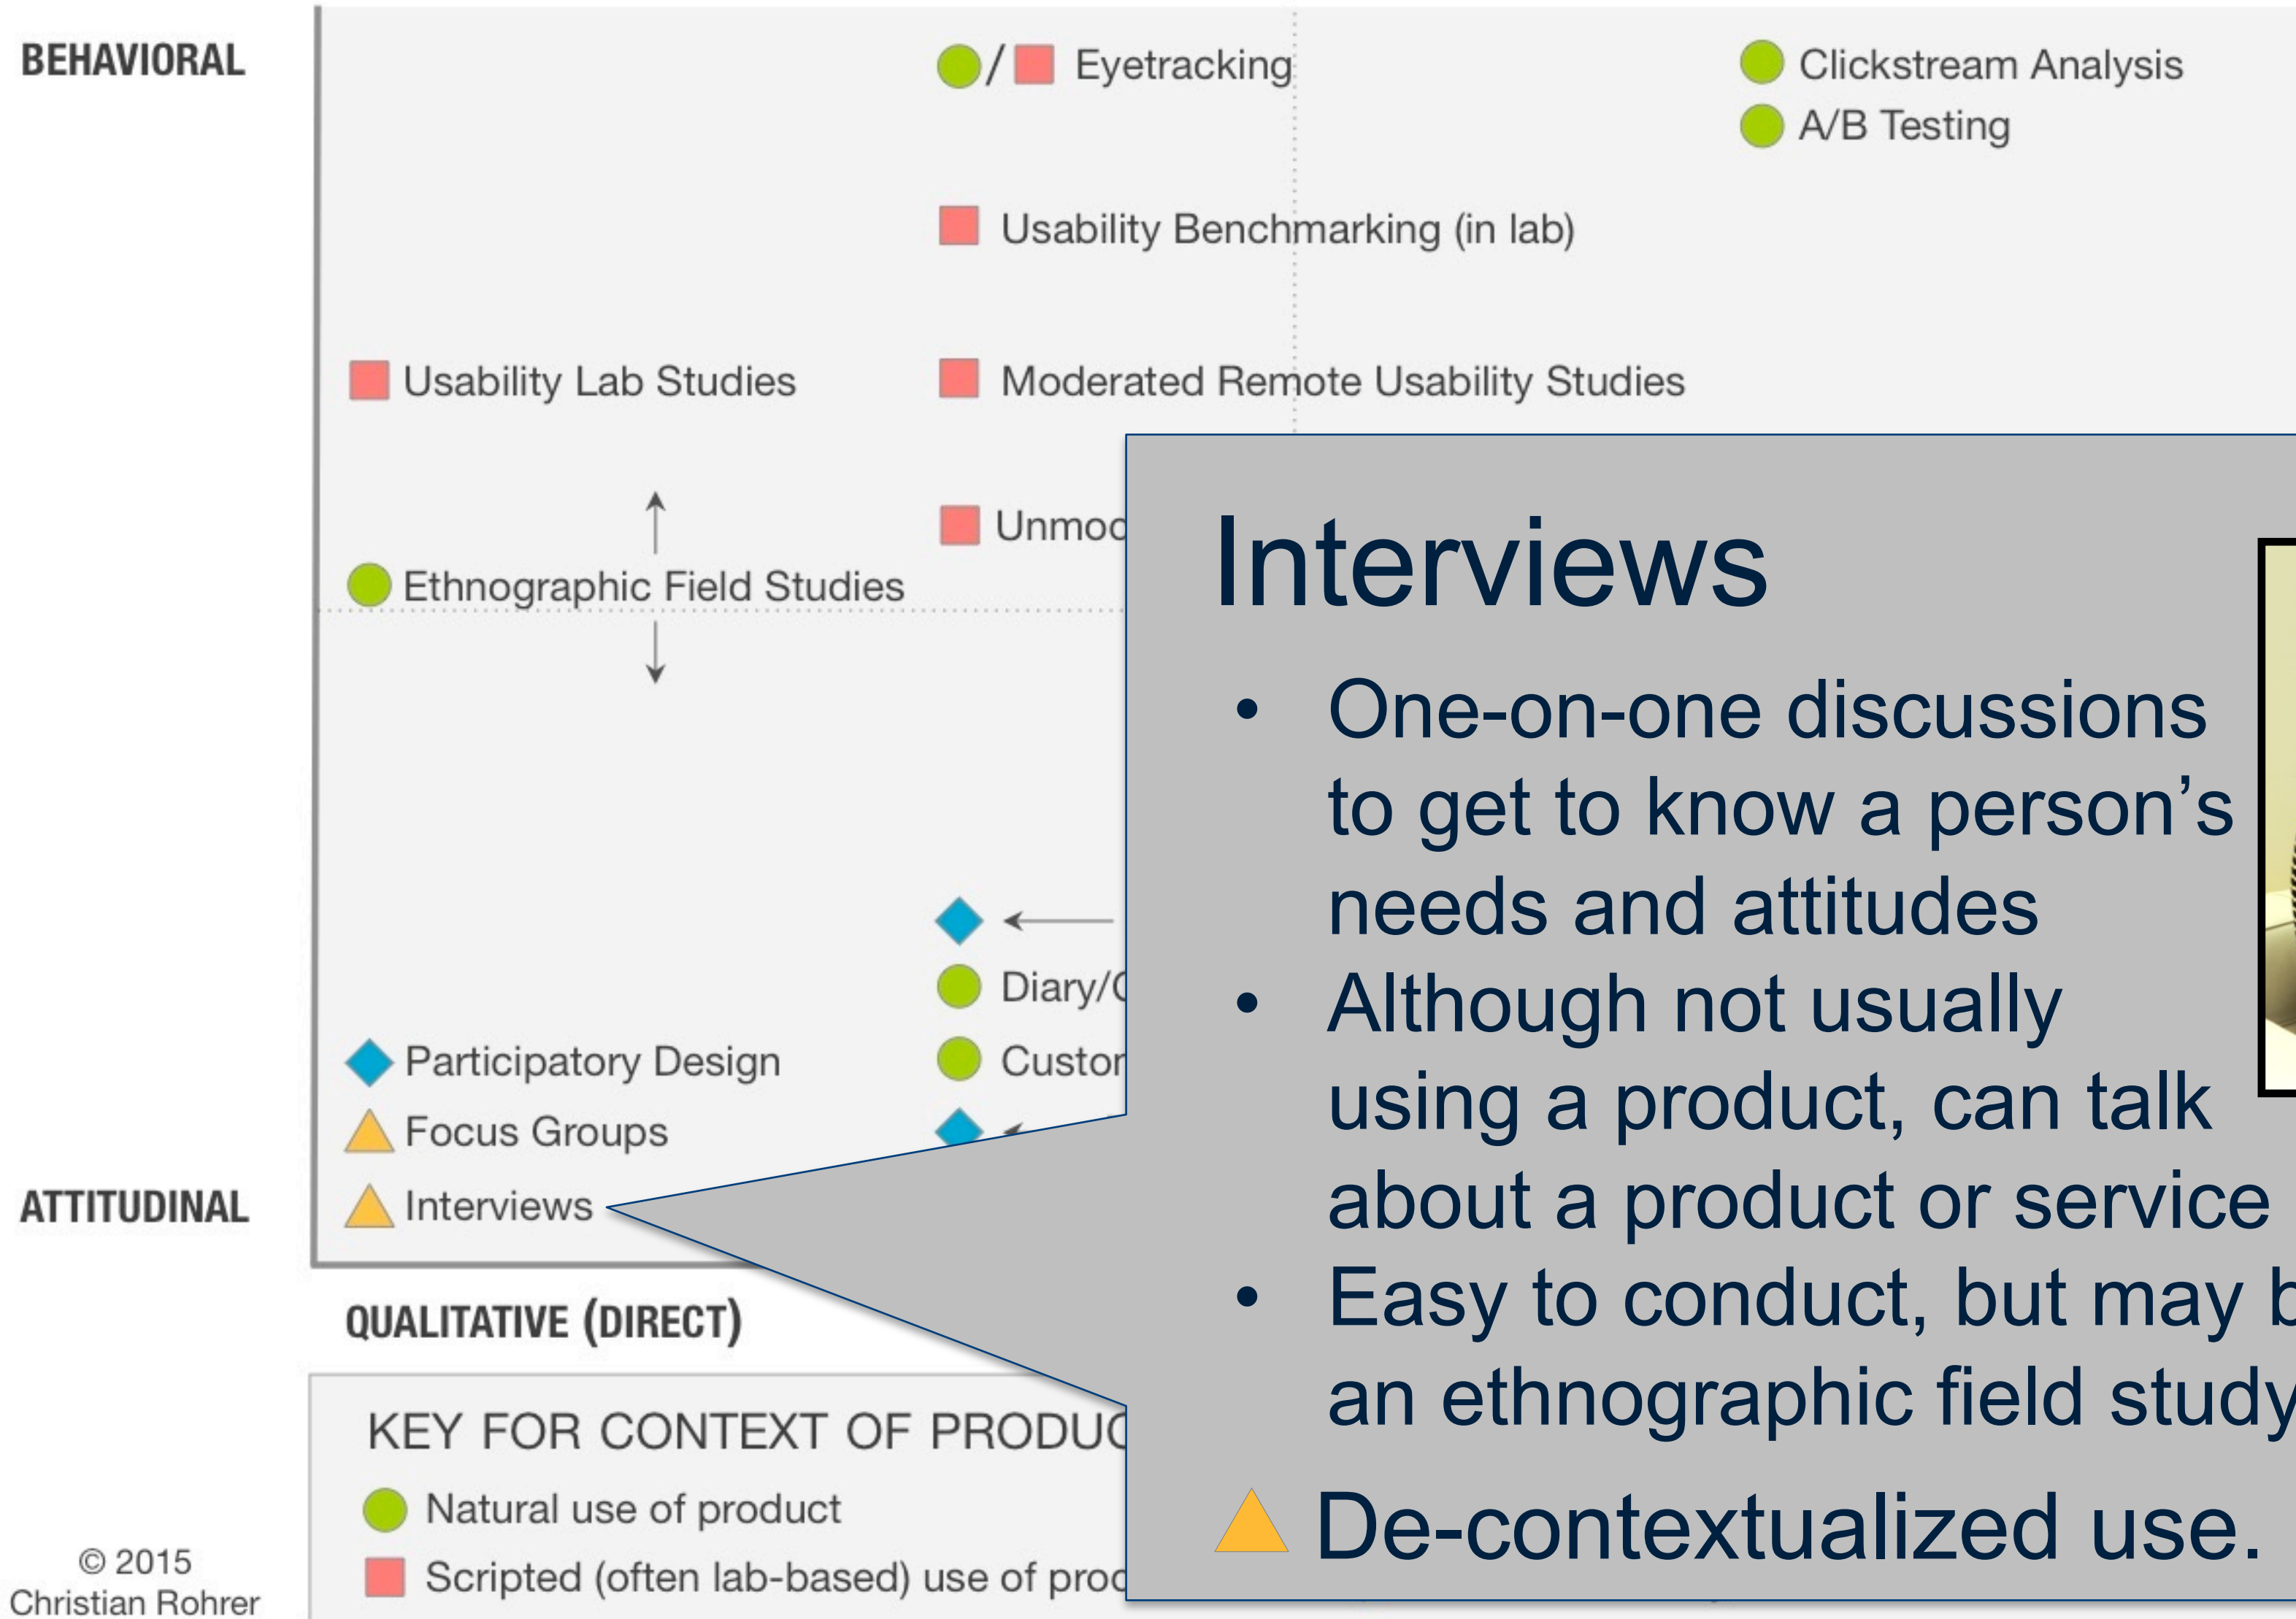 BEHAVIORAL
/ Eyetracking
Clickstream Analysis
A/B Testing
Usability Benchmarking (in lab)
Usability Lab Studies
Moderated Remote Usability Studies
Ethnographic Field Studies
Participatory Design
Focus Groups
ATTITUDINAL
Interviews
QUALITATIVE (DIRECT)
KEY FOR CONTEXT OF
Natural use of product
Scripted (often lab-based) use of
© 2015
Christian Rohrer
Interviews
• One-on-one discussions
to get to know a person’s
needs and attitudes
• Although not usually
using a product, can talk
about a product or service
• Easy to conduct, but may
an ethnographic field study
De-contextualized use.